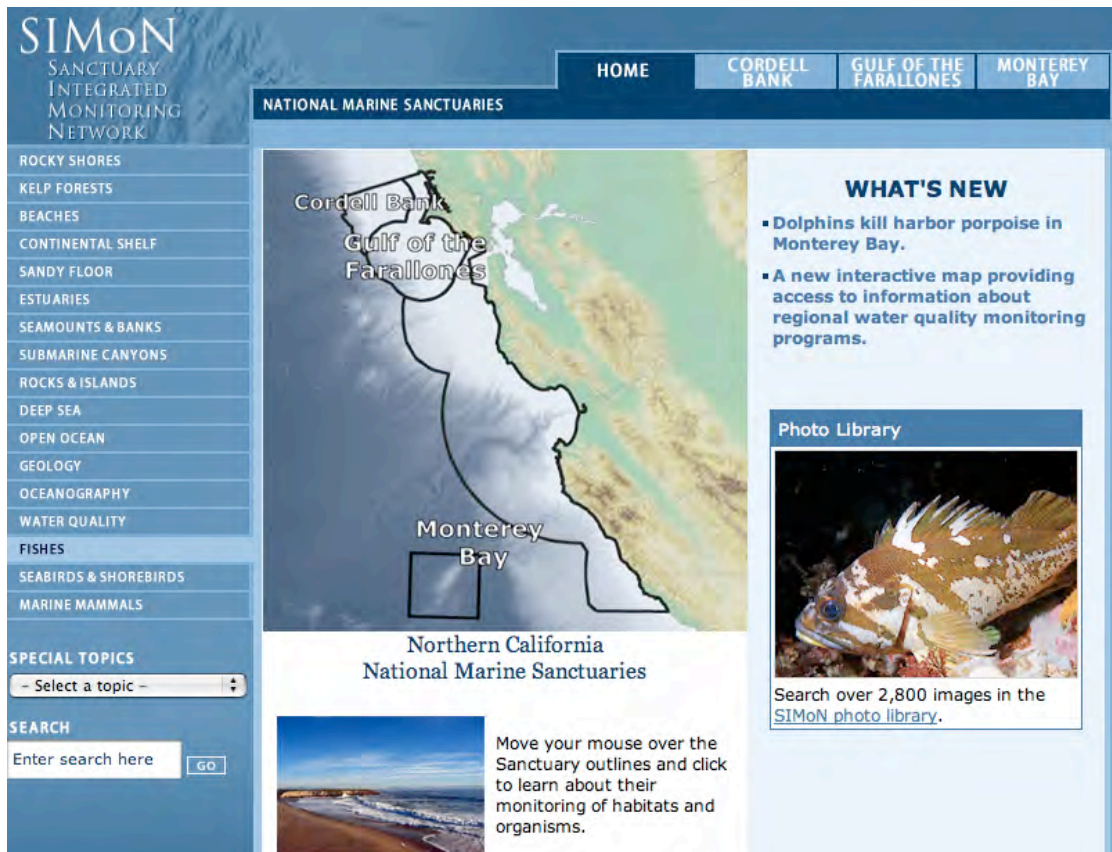 SIMoN
SANCTUARY
INTEGRATED
MONITORING
NETWORK
HOME
CORDELL
BANK
GULF OF THE
FARALLONES
MONTEREY
BAY
NATIONAL MARINE SANCTUARIES
ROCKY SHORES
KELP FORESTS
BEACHES
CONTINENTAL SHELF
SANDY FLOOR
ESTUARIES
SEAMOUNTS & BANKS
SUBMARINE CANYONS
ROCKS & ISLANDS
DEEP SEA
OPEN OCEAN
GEOLOGY
OCEANOGRAPHY
WATER QUALITY
FISHES
SEABIRDS & SHOREBIRDS
MARINE MAMMALS
SPECIAL TOPICS
– Select a topic –
SEARCH
Enter search here
GO
Cordell Bank
Gulf of the
Farallones
Monterey
Bay
Northern California
National Marine Sanctuaries
Move your mouse over the
Sanctuary outlines and click
to learn about their
monitoring of habitats and
organisms.
WHAT'S NEW
Dolphins kill harbor porpoise in
Monterey Bay.
A new interactive map providing
access to information about
regional water quality monitoring
programs.
Photo Library
Search over 2,800 images in the
SIMoN photo library.